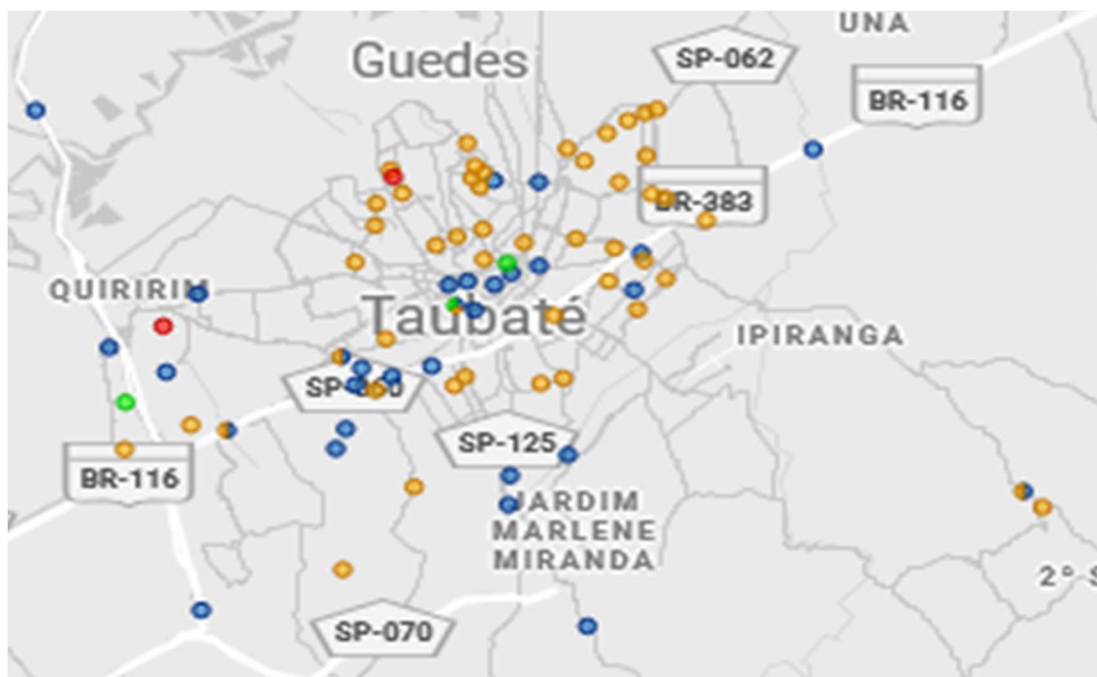 UNA
Guedes
SP-062
BR-116
BR-383
QUIRIRIM
Taubaté
IPIRANGA
SP-125
BR-116
JARDIM
MARLENE
MIRANDA
2º S
SP-070